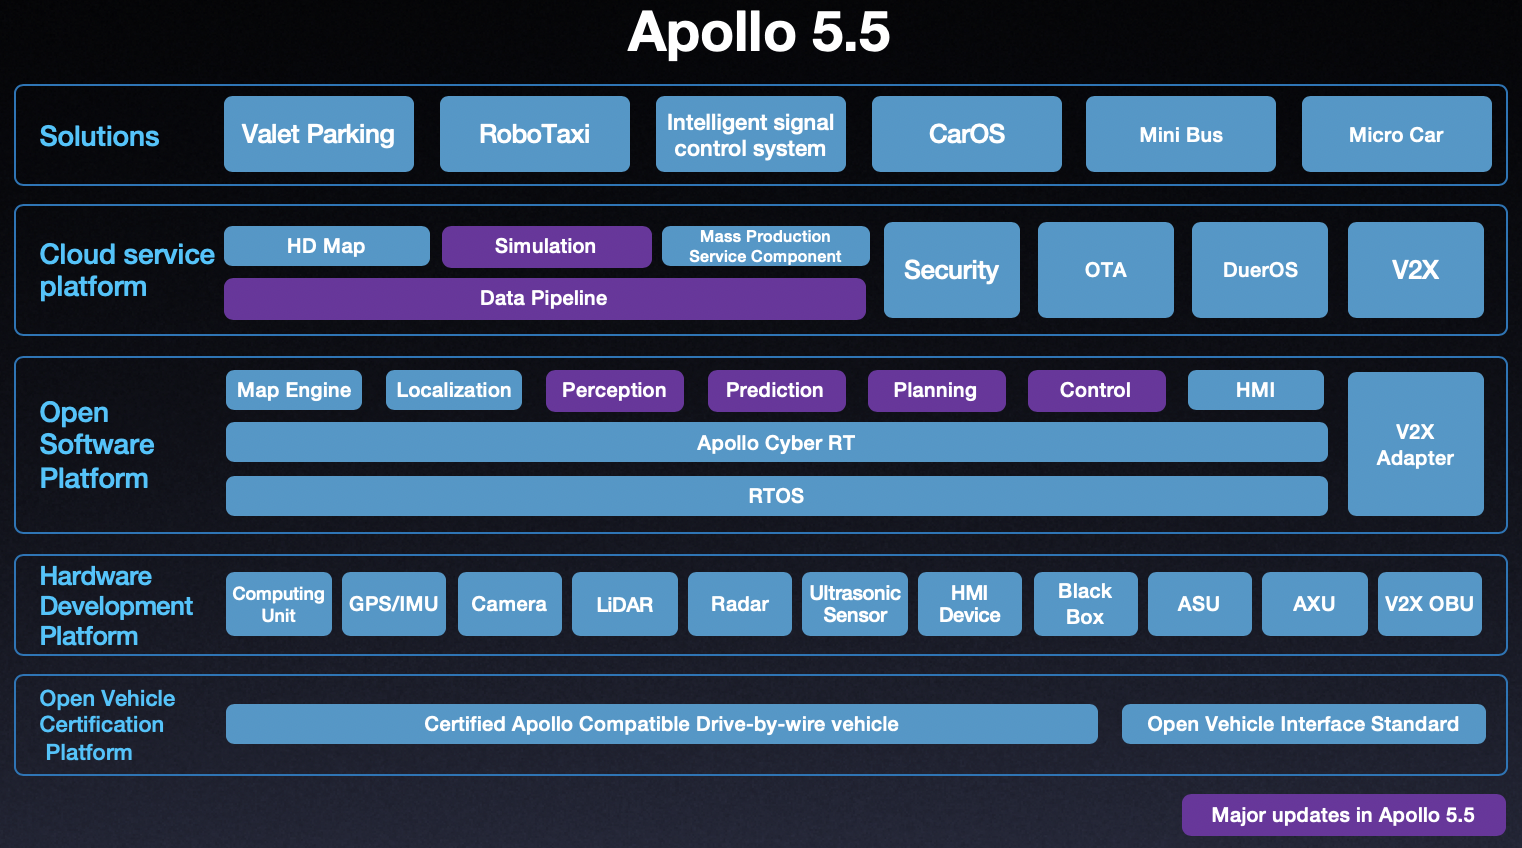 Apollo 5.5
Solutions
Valet Parking
RoboTaxi
Intelligent signal
control system
CarOS
Mini Bus
Micro Car
Cloud service
platform
HD Map
Simulation
Mass Production
Service Component
Data Pipeline
Security
OTA
DuerOS
V2X
Open
Software
Platform
Map Engine
Localization
Perception
Prediction
Planning
Control
HMI
Apollo Cyber RT
RTOS
V2X
Adapter
Hardware
Development
Platform
Computing
Unit
GPS/IMU
Camera
LiDAR
Radar
Ultrasonic
Sensor
HMI
Device
Black
Box
ASU
AXU
V2X OBU
Open Vehicle
Certification
Platform
Certified Apollo Compatible Drive-by-wire vehicle
Open Vehicle Interface Standard
Major updates in Apollo 5.5